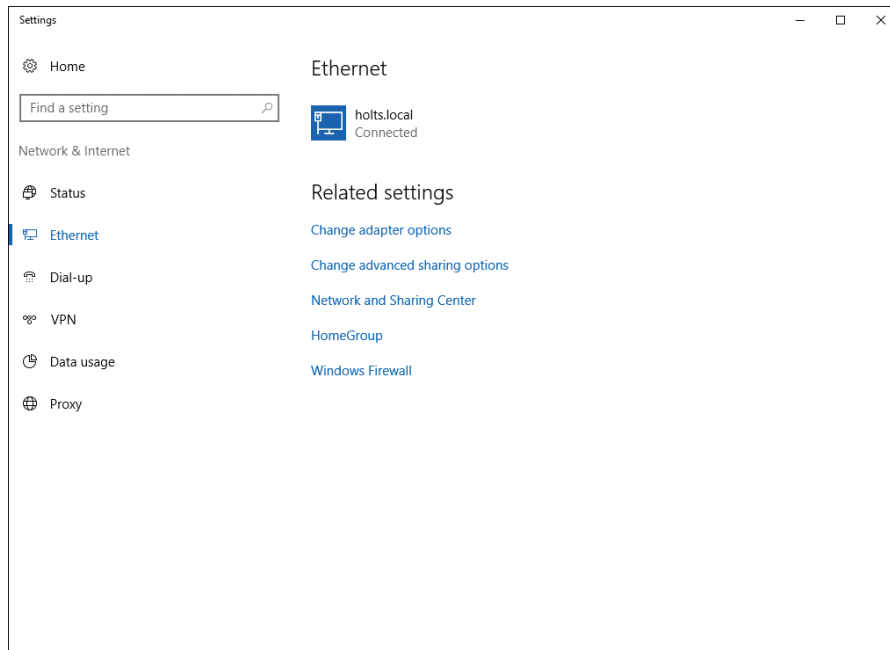 Settings
Home
Find a setting
Network & Internet
Status
Ethernet
Dial-up
VPN
Data usage
Proxy
Ethernet
holts.local
Connected
Related settings
Change adapter options
Change advanced sharing options
Network and Sharing Center
HomeGroup
Windows Firewall